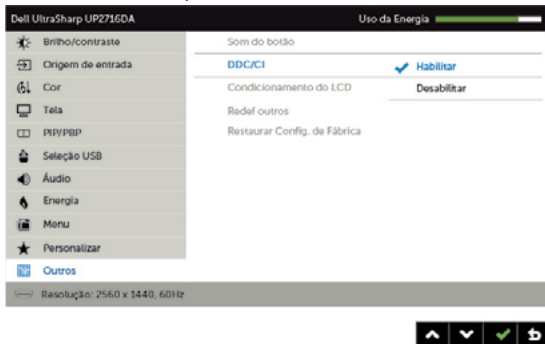 Dell UltraSharp UP2716DA Uso da Energia
Brilho/contraste Som do botão
Origem de entrada DDC/CI Habilitar
Cor Condicionamento do LCD Desabilitar
Tela Redef outros
PIP/PBP Restaurar Config. de Fábrica
Seleção USB
Áudio
Energia
Menu
Personalizar
Outros
Resolução: 2560 x 1440, 60Hz